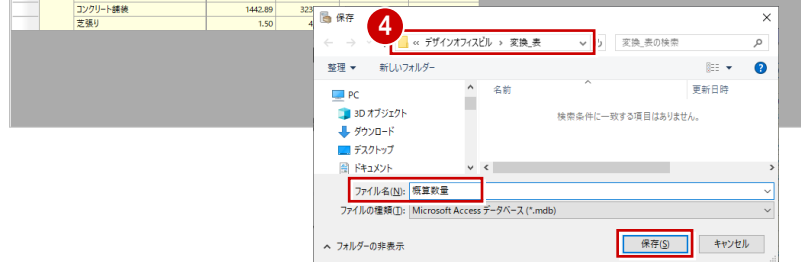 コンクリート舗装 1442.89 323
芝張り 1.50 4
保存
4
« デザインオフィスビル › 変換_表
変換_表の検索
整理 新しいフォルダー
PC
3D オブジェクト
ダウンロード
デスクトップ
ドキュメント
名前 更新日時
検索条件に一致する項目はありません。
ファイル名(N): 概算数量
ファイルの種類(T): Microsoft Access データベース (*.mdb)
フォルダーの非表示
保存(S) キャンセル